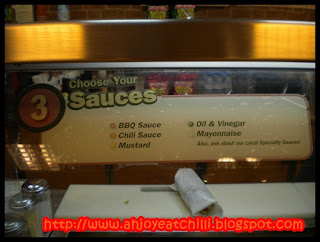 3
Choose Your
Sauces
BBQ Sauce
Chili Sauce
Mustard
Oil & Vinegar
Mayonnaise
Also, ask about our Local Specialty Sauces!
http://www.ahjoyeatchilli.blogspot.com